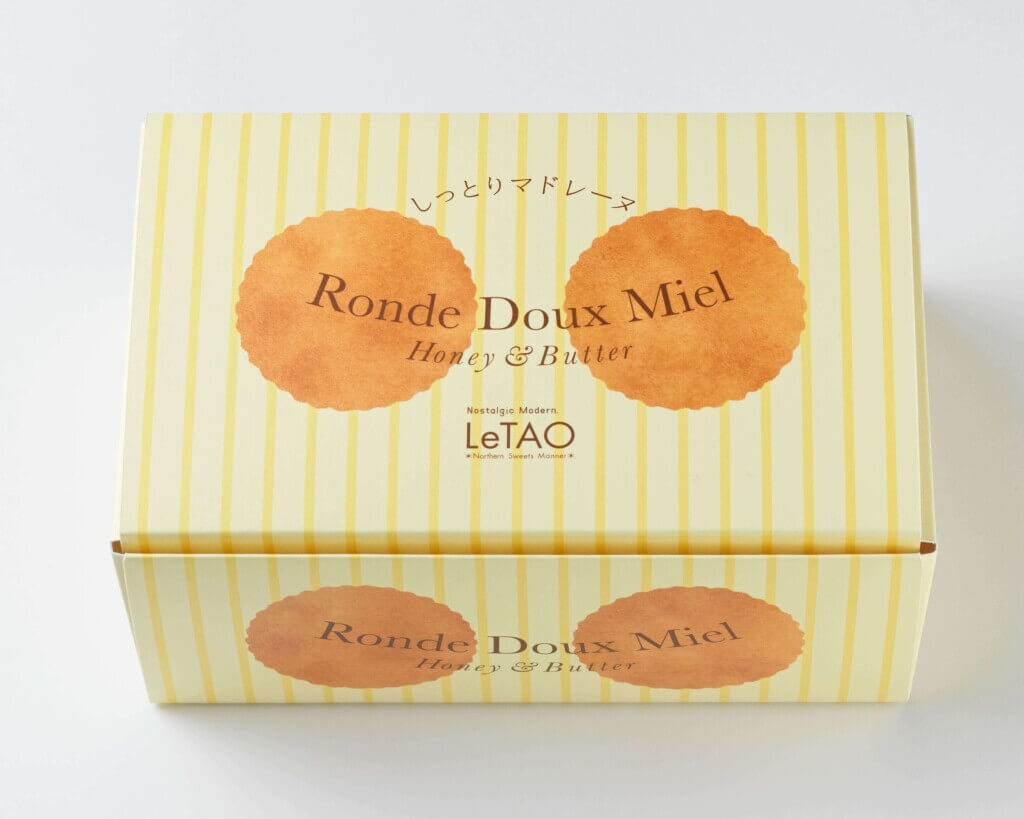 しっとりマドレーヌ
Ronde Doux Miel
Honey & Butter
Nostalgic Modern.
LeTAO
*Northern Sweets Manner*
Ronde Doux Miel
Honey & Butter